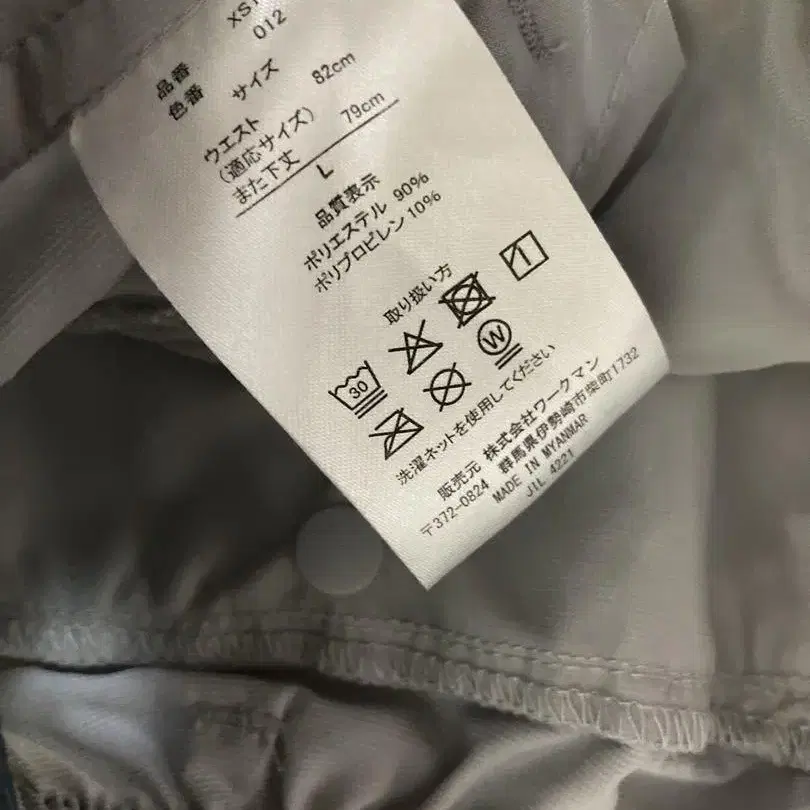 品番 XS1
色番 012
サイズ
ウエスト 82cm
(適応サイズ)
また下丈 79cm
L
品質表示
ポリエステル 90%
ポリプロピレン 10%
取り扱い方
30
W
1
洗濯ネットを使用してください
販売元 株式会社ワークマン
〒372-0824 群馬県伊勢崎市柴町1732
MADE IN MYANMAR
JIL 4221